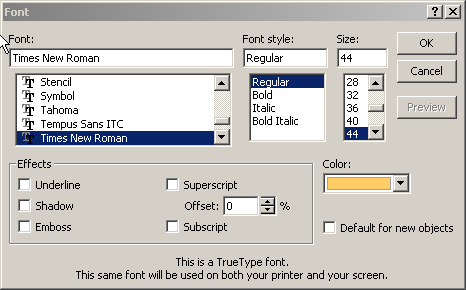 Font
Font: Font style: Size:
Times New Roman Regular 44 OK
Stencil Regular 28 Cancel
Symbol Bold 32
Tahoma Italic 36 Preview
Tempus Sans ITC Bold Italic 40
Times New Roman 44
Effects Color:
Underline Superscript
Shadow Offset: 0 %
Emboss Subscript Default for new objects
This is a TrueType font.
This same font will be used on both your printer and your screen.